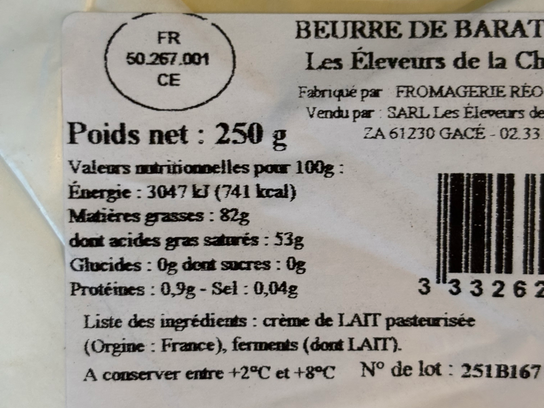 FR
50.267.001
CE
BEURRE DE BARAT
Les Éleveurs de la Ch
Fabriqué par FROMAGERIE RÉO
Vendu par : SARL Les Éleveurs de
ZA 61230 GACÉ - 02.33
Poids net : 250 g
Valeurs nutritionnelles pour 100g :
Énergie : 3047 kJ (741 kcal)
Matières grasses : 82g
dont acides gras saturés : 53g
Glucides : 0g dont sucres : 0g
Protéines : 0,9g - Sel : 0,04g
3 33262
Liste des ingrédients : crème de LAIT pasteurisée
(Orgine : France), ferments (dont LAIT).
A conserver entre +2°C et +8°C N° de lot : 251B167